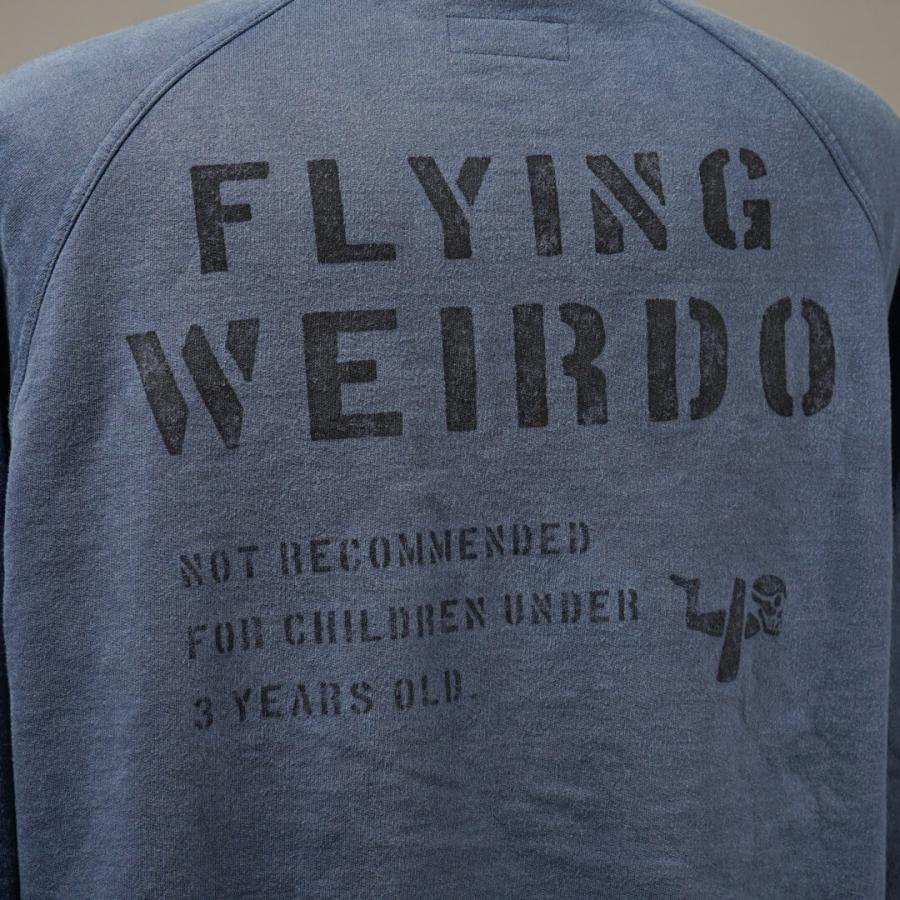 FLYING
WEIRDO
NOT RECOMMENDED
FOR CHILDREN UNDER
3 YEARS OLD.